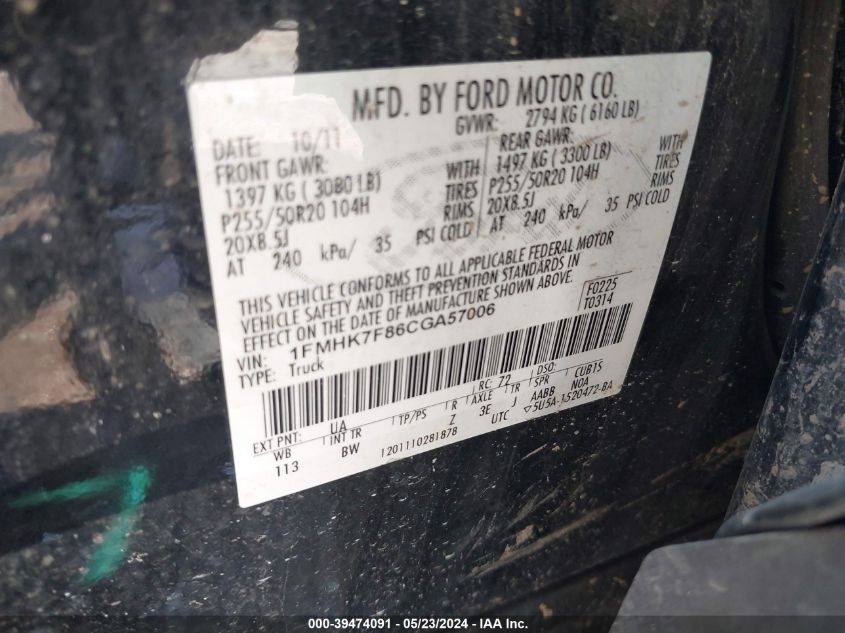 MFD. BY FORD MOTOR CO.
DATE: 10/11 GVWR: 2794 KG ( 6160 LB)
FRONT GAWR: REAR GAWR:
1397 KG ( 3080 LB) WITH 1497 KG ( 3300 LB) WITH
P255/50R20 104H TIRES P255/50R20 104H TIRES
20X8.5J RIMS 20X8.5J RIMS
AT 240 kPa/ 35 PSI COLD AT 240 kPa/ 35 PSI COLD
THIS VEHICLE CONFORMS TO ALL APPLICABLE FEDERAL MOTOR
VEHICLE SAFETY AND THEFT PREVENTION STANDARDS IN
EFFECT ON THE DATE OF MANUFACTURE SHOWN ABOVE.
F0225
T0314
VIN: 1FMHK7F86CGA57006
TYPE: Truck
EXT PNT: UA RC: 72 DSO:
WB INT TR TP/PS R AXLE TR SPR CUB1S
113 BW Z 3E J AABB N0A
1201110281878 UTC ▽5U5A-1520472-BA
000-39474091 - 05/23/2024 - IAA Inc.